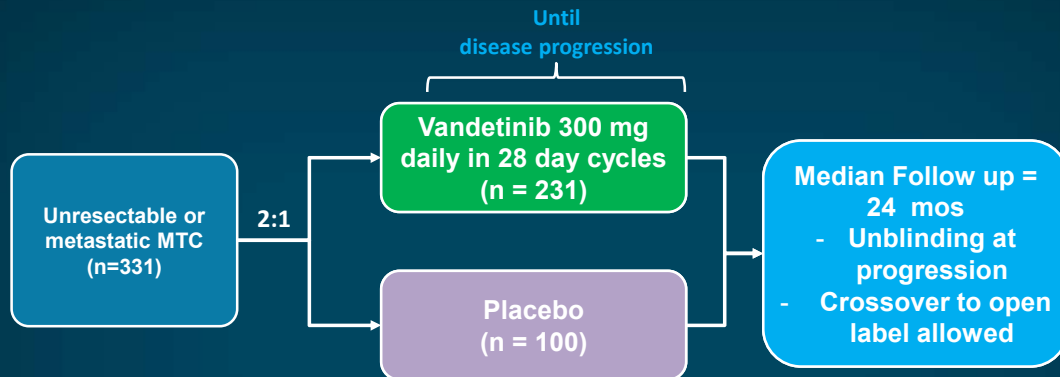 Until
disease progression
Vandetinib 300 mg
daily in 28 day cycles
(n = 231)
Unresectable or
metastatic MTC
(n=331)
2:1
Placebo
(n = 100)
Median Follow up =
24 mos
- Unblinding at
progression
- Crossover to open
label allowed